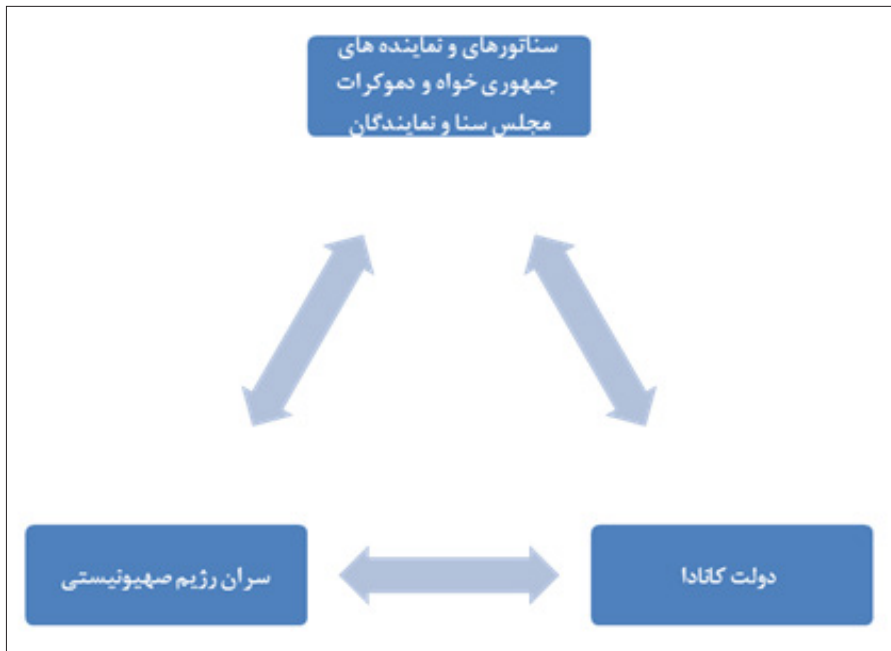 سناتورهای و نماینده های
جمهوری خواه و دموکرات
مجلس سنا و نمایندگان
دولت کانادا
سران رژیم صهیونیستی